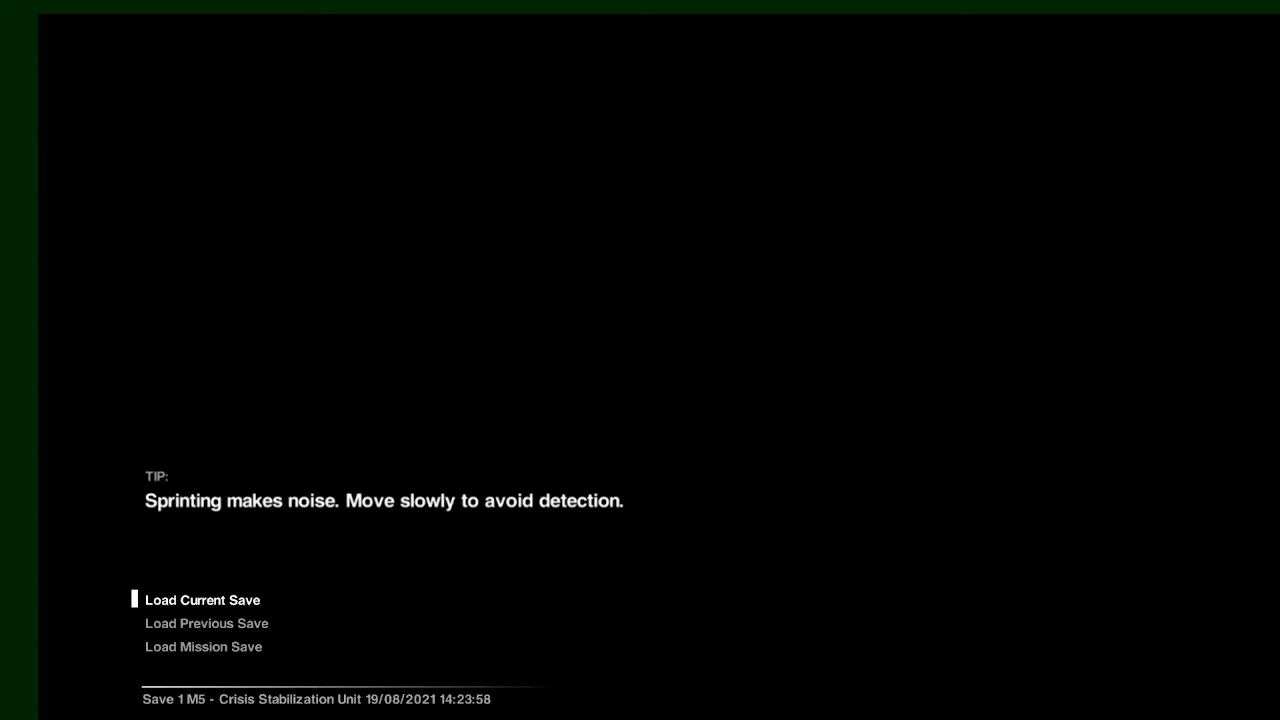 TIP:
Sprinting makes noise. Move slowly to avoid detection.
Load Current Save
Load Previous Save
Load Mission Save
Save 1 M5 - Crisis Stabilization Unit 19/08/2021 14:23:58